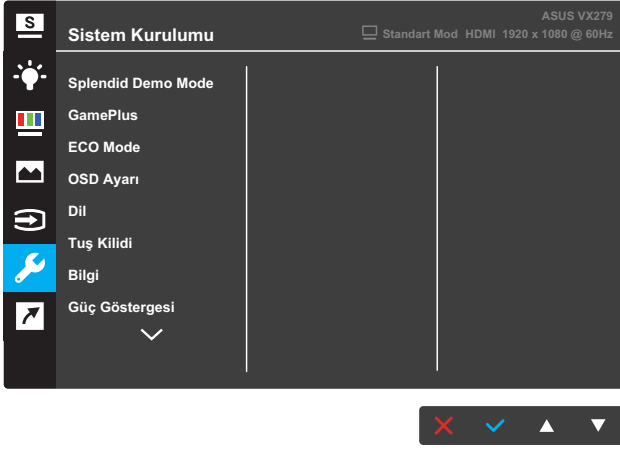 S
ASUS VX279
Sistem Kurulumu
Standart Mod HDMI 1920 x 1080 @ 60Hz
Splendid Demo Mode
GamePlus
ECO Mode
OSD Ayarı
Dil
Tuş Kilidi
Bilgi
Güç Göstergesi